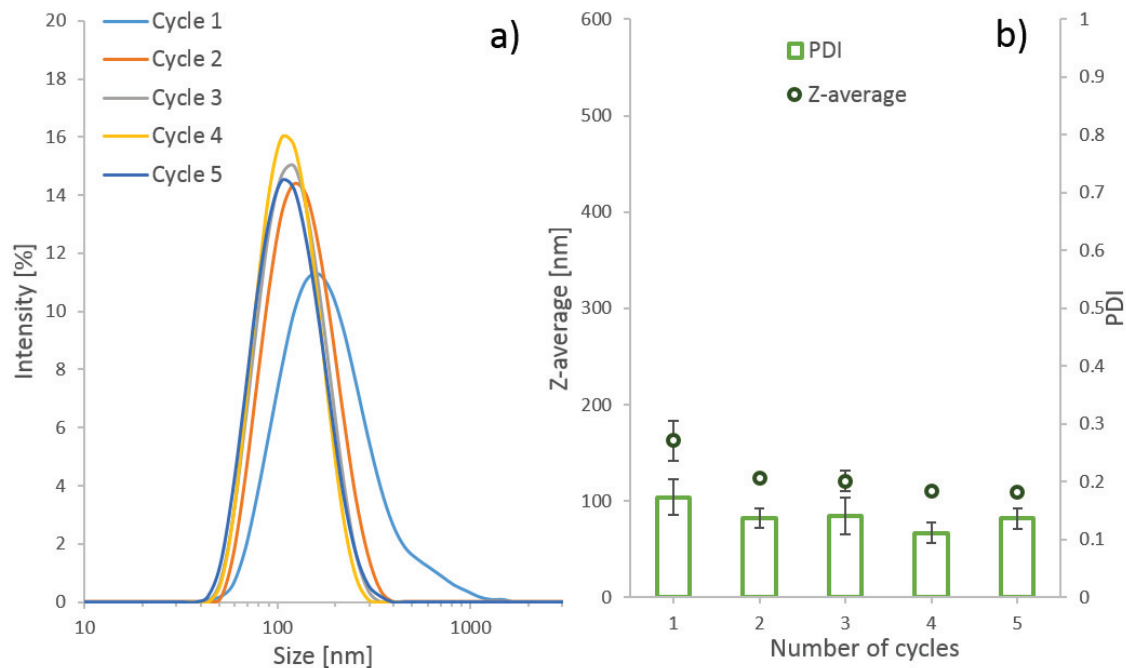 a)
Cycle 1
Cycle 2
Cycle 3
Cycle 4
Cycle 5
20
18
16
14
12
10
8
6
4
2
0
Intensity [%]
10
100
1000
Size [nm]
b)
PDI
Z-average
600
500
400
300
200
100
0
Z-average [nm]
1
0.9
0.8
0.7
0.6
0.5
0.4
0.3
0.2
0.1
0
PDI
1
2
3
4
5
Number of cycles